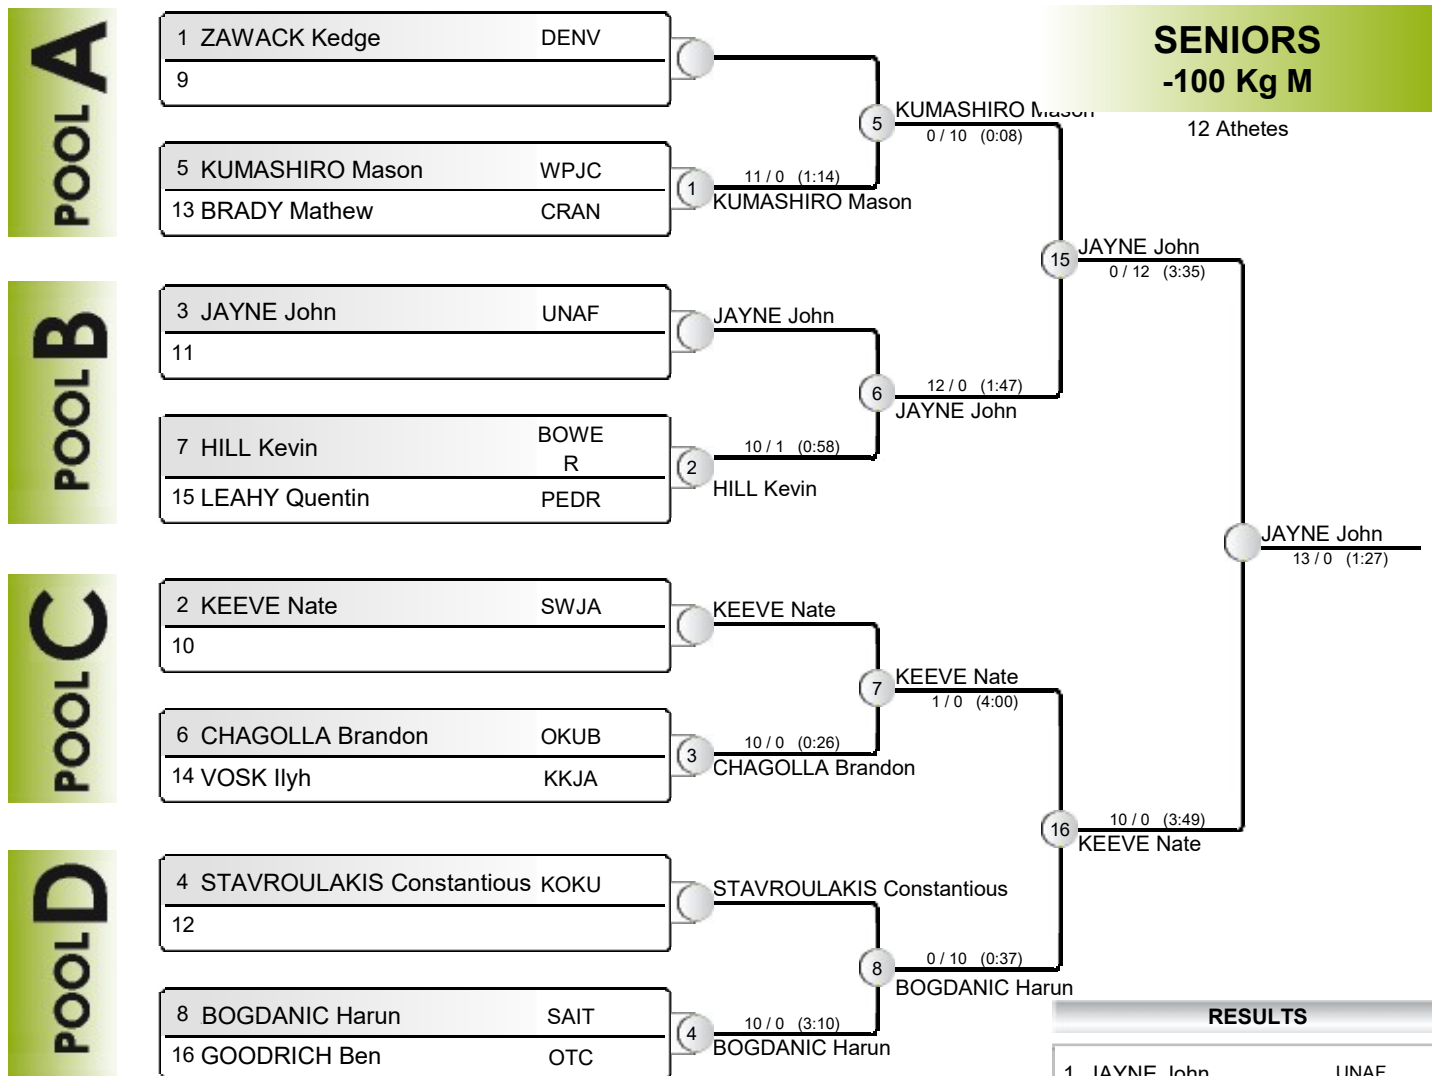 SENIORS
-100 Kg M
12 Athetes
POOL A
1 ZAWACK Kedge DENV
9
5 KUMASHIRO Mason WPJC
13 BRADY Mathew CRAN
1
11 / 0 (1:14)
KUMASHIRO Mason
5
KUMASHIRO Mason
0 / 10 (0:08)
POOL B
3 JAYNE John UNAF
11
JAYNE John
7 HILL Kevin BOWE
R
15 LEAHY Quentin PEDR
2
10 / 1 (0:58)
HILL Kevin
6
12 / 0 (1:47)
JAYNE John
15
JAYNE John
0 / 12 (3:35)
JAYNE John
13 / 0 (1:27)
POOL C
2 KEEVE Nate SWJA
10
KEEVE Nate
6 CHAGOLLA Brandon OKUB
14 VOSK Ilyh KKJA
3
10 / 0 (0:26)
CHAGOLLA Brandon
7
KEEVE Nate
1 / 0 (4:00)
16
10 / 0 (3:49)
KEEVE Nate
POOL D
4 STAVROULAKIS Constantious KOKU
12
STAVROULAKIS Constantious
8 BOGDANIC Harun SAIT
16 GOODRICH Ben OTC
4
10 / 0 (3:10)
BOGDANIC Harun
8
0 / 10 (0:37)
BOGDANIC Harun
RESULTS
1 JAYNE John UNAF